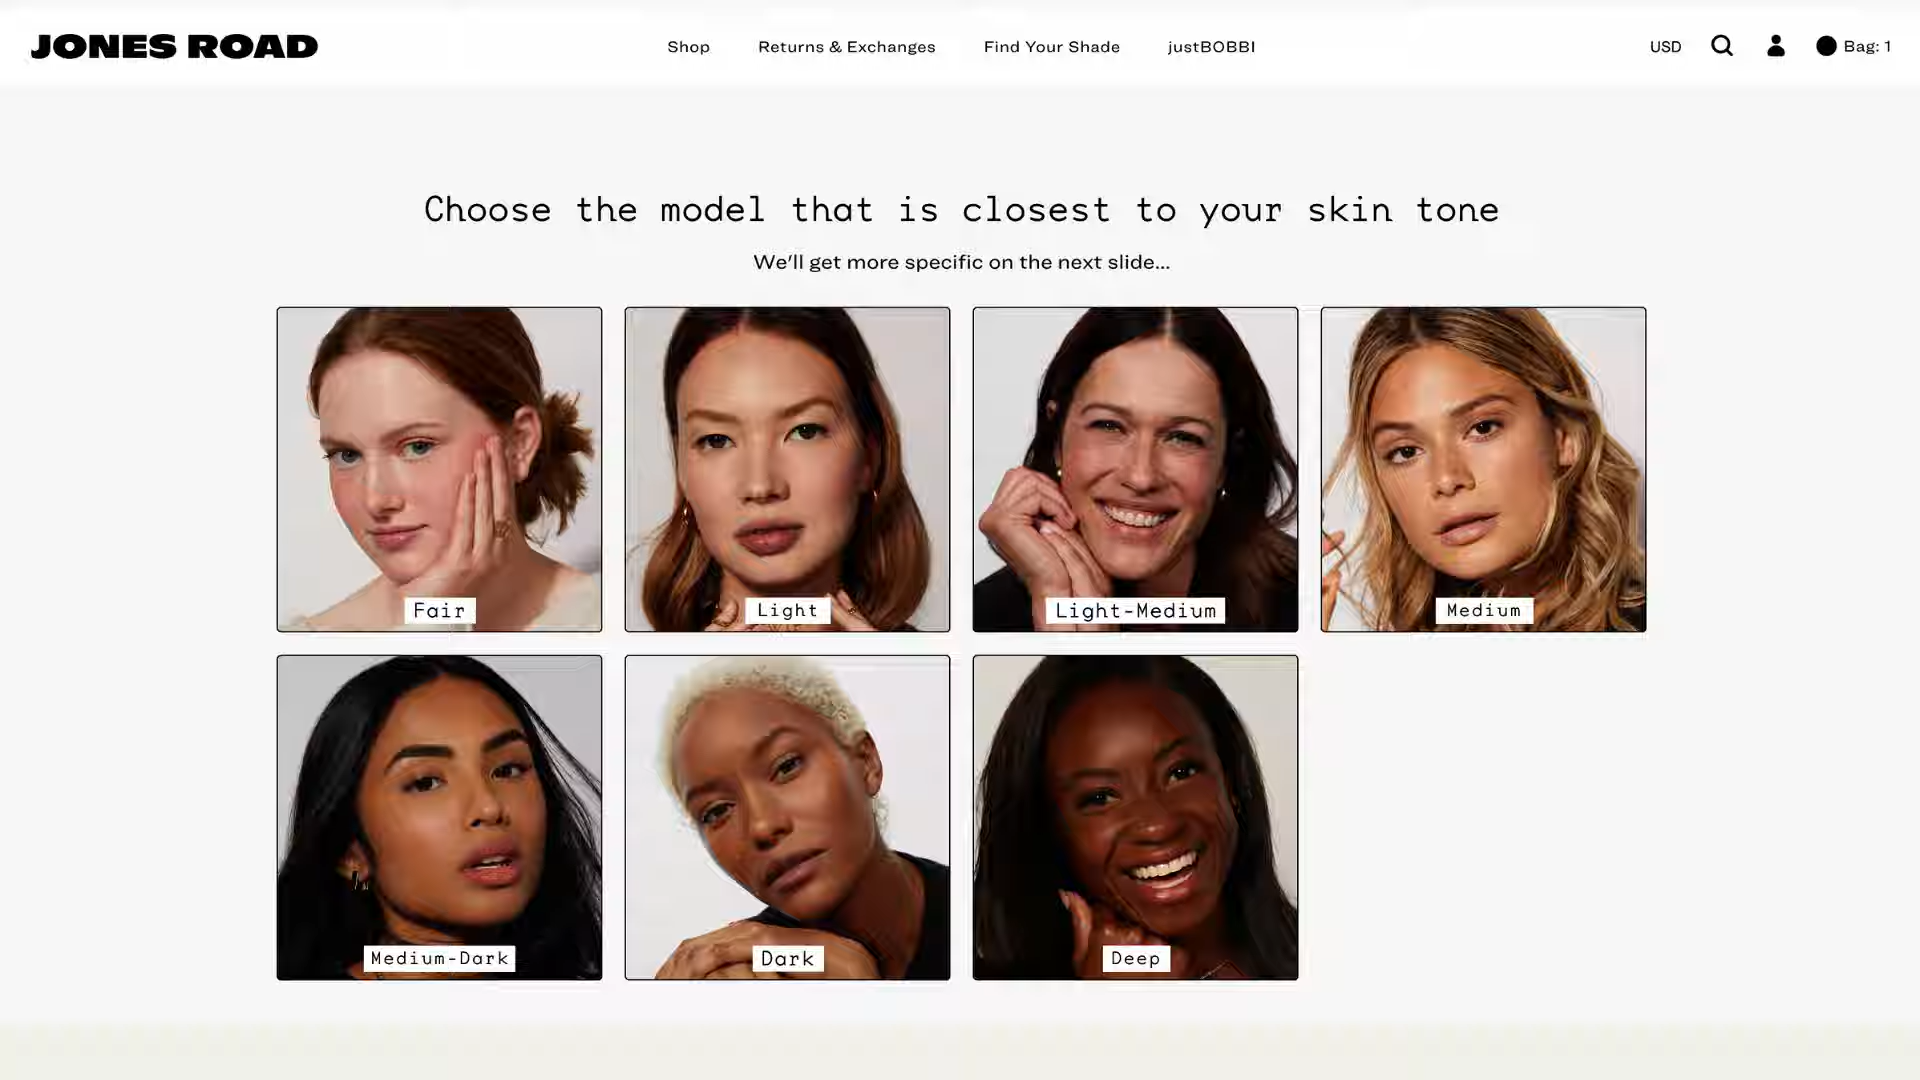 JONES ROAD
Shop
Returns & Exchanges
Find Your Shade
justBOBBI
USD
Bag: 1
Choose the model that is closest to your skin tone
We'll get more specific on the next slide...
Fair
Light
Light-Medium
Medium
Medium-Dark
Dark
Deep